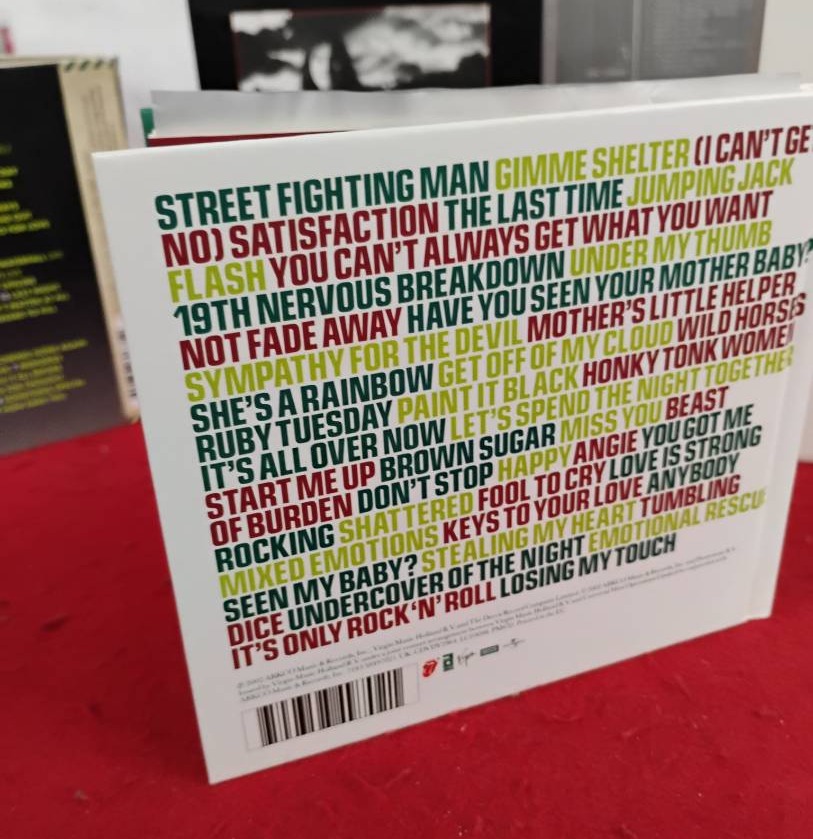 STREET FIGHTING MAN GIMME SHELTER (I CAN'T GE
NO) SATISFACTION THE LAST TIME JUMPING JACK
FLASH YOU CAN'T ALWAYS GET WHAT YOU WANT
19TH NERVOUS BREAKDOWN UNDER MY THUMB
NOT FADE AWAY HAVE YOU SEEN YOUR MOTHER BABY?
SYMPATHY FOR THE DEVIL MOTHER'S LITTLE HELPER
SHE'S A RAINBOW GET OFF OF MY CLOUD WILD HORSES
RUBY TUESDAY PAINT IT BLACK HONKY TONK WOME
IT'S ALL OVER NOW LET'S SPEND THE NIGHT TOGETHE
START ME UP BROWN SUGAR MISS YOU BEAST
OF BURDEN DON'T STOP HAPPY ANGIE YOU GOT ME
ROCKING SHATTERED FOOL TO CRY LOVE IS STRONG
MIXED EMOTIONS KEYS TO YOUR LOVE ANYBODY
SEEN MY BABY? STEALING MY HEART TUMBLING
DICE UNDERCOVER OF THE NIGHT EMOTIONAL RESCU
IT'S ONLY ROCK 'N' ROLL LOSING MY TOUCH